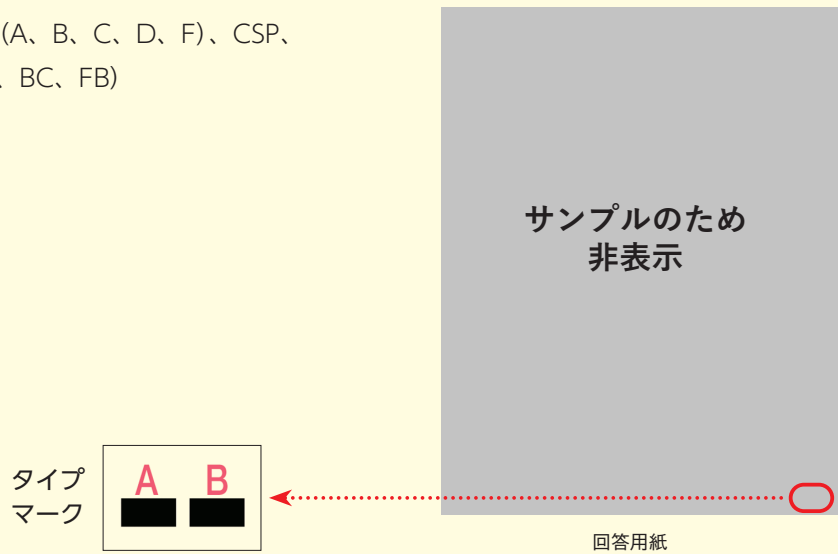 (A、B、C、D、F)、CSP、
、BC、FB)
サンプルのため
非表示
タイプ
マーク
A B
回答用紙